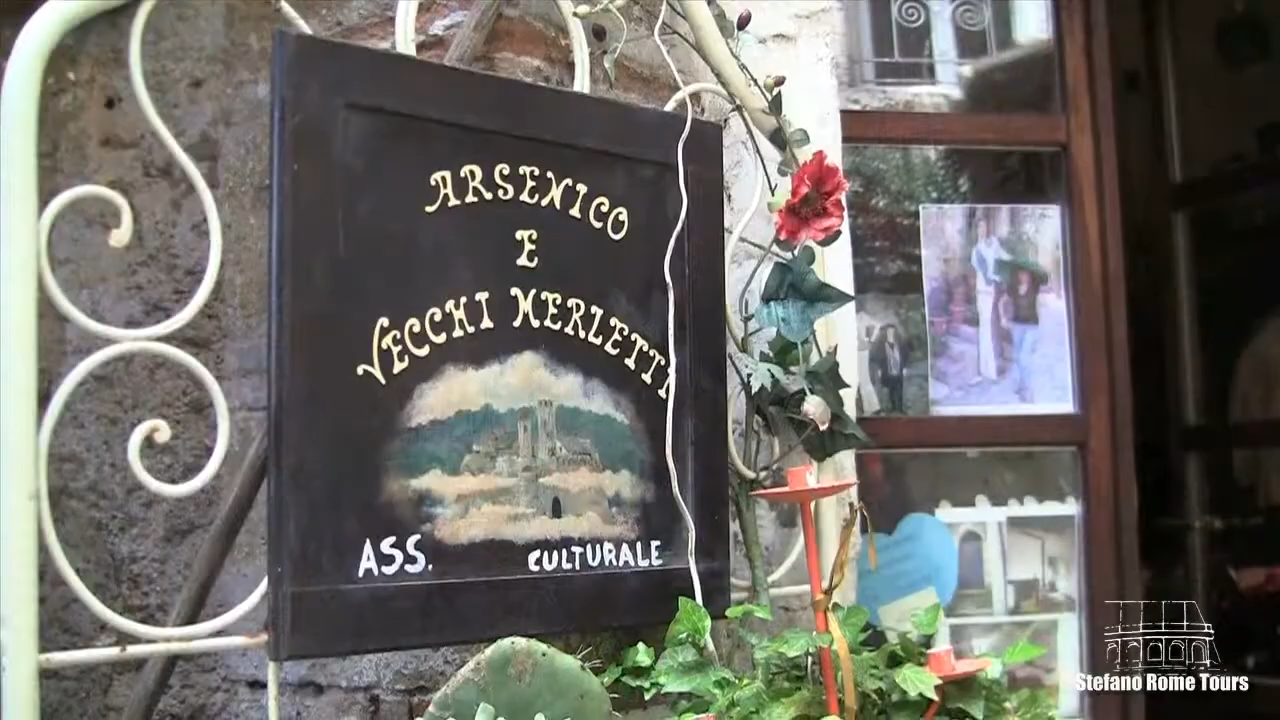 ARSENICO
E
VECCHI MERLETTI
ASS. CULTURALE
Stefano Rome Tours